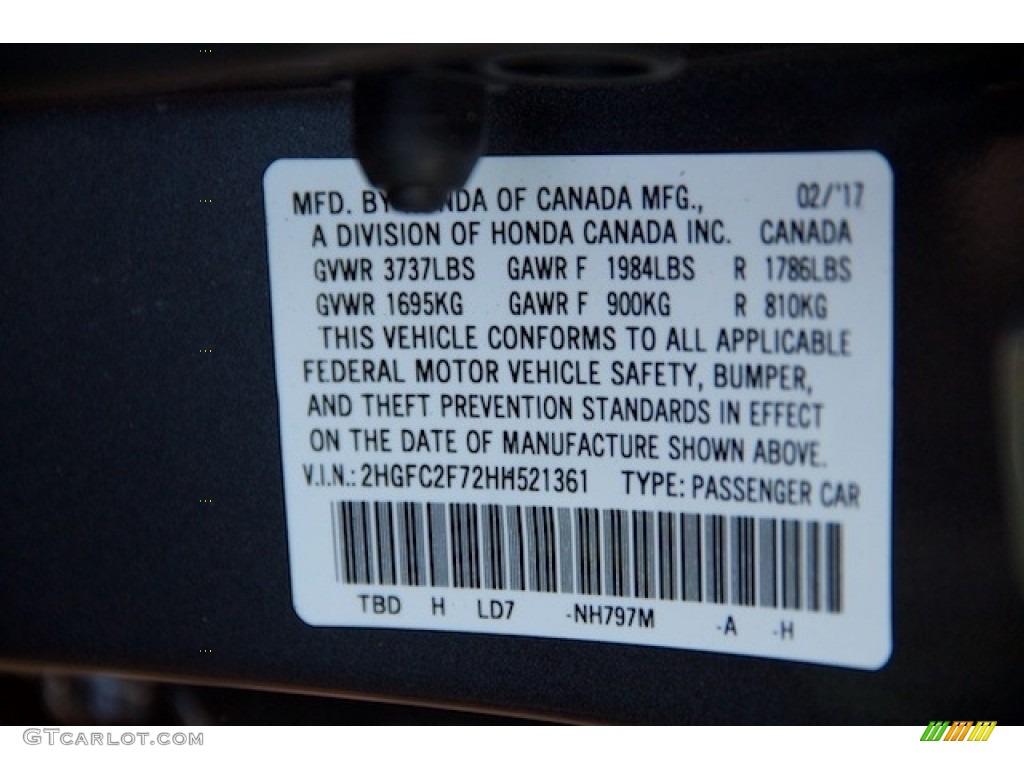 MFD. BY HONDA OF CANADA MFG., 02/'17
A DIVISION OF HONDA CANADA INC. CANADA
GVWR 3737LBS GAWR F 1984LBS R 1786LBS
GVWR 1695KG GAWR F 900KG R 810KG
THIS VEHICLE CONFORMS TO ALL APPLICABLE
FEDERAL MOTOR VEHICLE SAFETY, BUMPER,
AND THEFT PREVENTION STANDARDS IN EFFECT
ON THE DATE OF MANUFACTURE SHOWN ABOVE.
V.I.N.: 2HGFC2F72HH521361 TYPE: PASSENGER CAR
TBD H LD7 -NH797M -A -H
GTCARLOT.COM